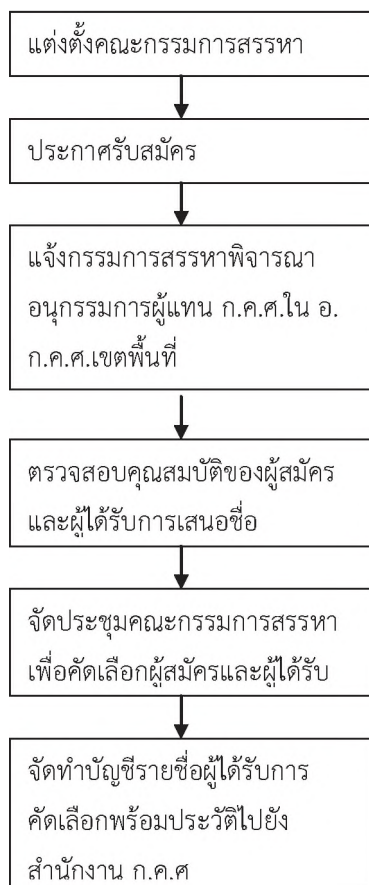 แต่งตั้งคณะกรรมการสรรหา
ประกาศรับสมัคร
แจ้งกรรมการสรรหาพิจารณา
อนุกรรมการผู้แทน ก.ค.ศ.ใน อ.
ก.ค.ศ.เขตพื้นที่
ตรวจสอบคุณสมบัติของผู้สมัคร
และผู้ได้รับการเสนอชื่อ
จัดประชุมคณะกรรมการสรรหา
เพื่อคัดเลือกผู้สมัครและผู้ได้รับ
จัดทำบัญชีรายชื่อผู้ได้รับการ
คัดเลือกพร้อมประวัติไปยัง
สำนักงาน ก.ค.ศ